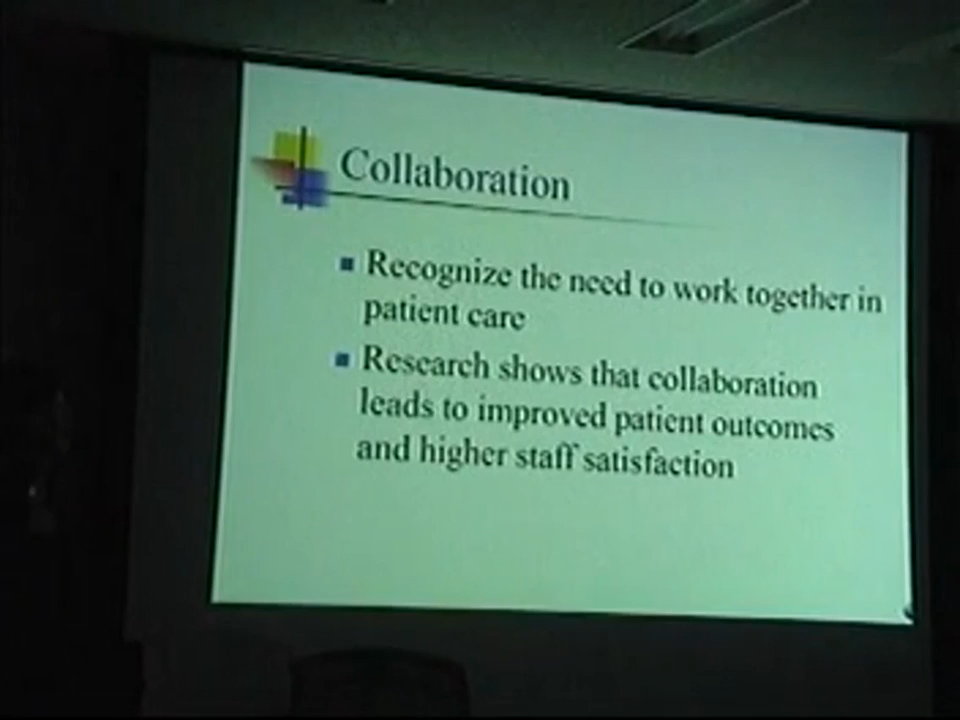 Collaboration
Recognize the need to work together in
patient care
Research shows that collaboration
leads to improved patient outcomes
and higher staff satisfaction